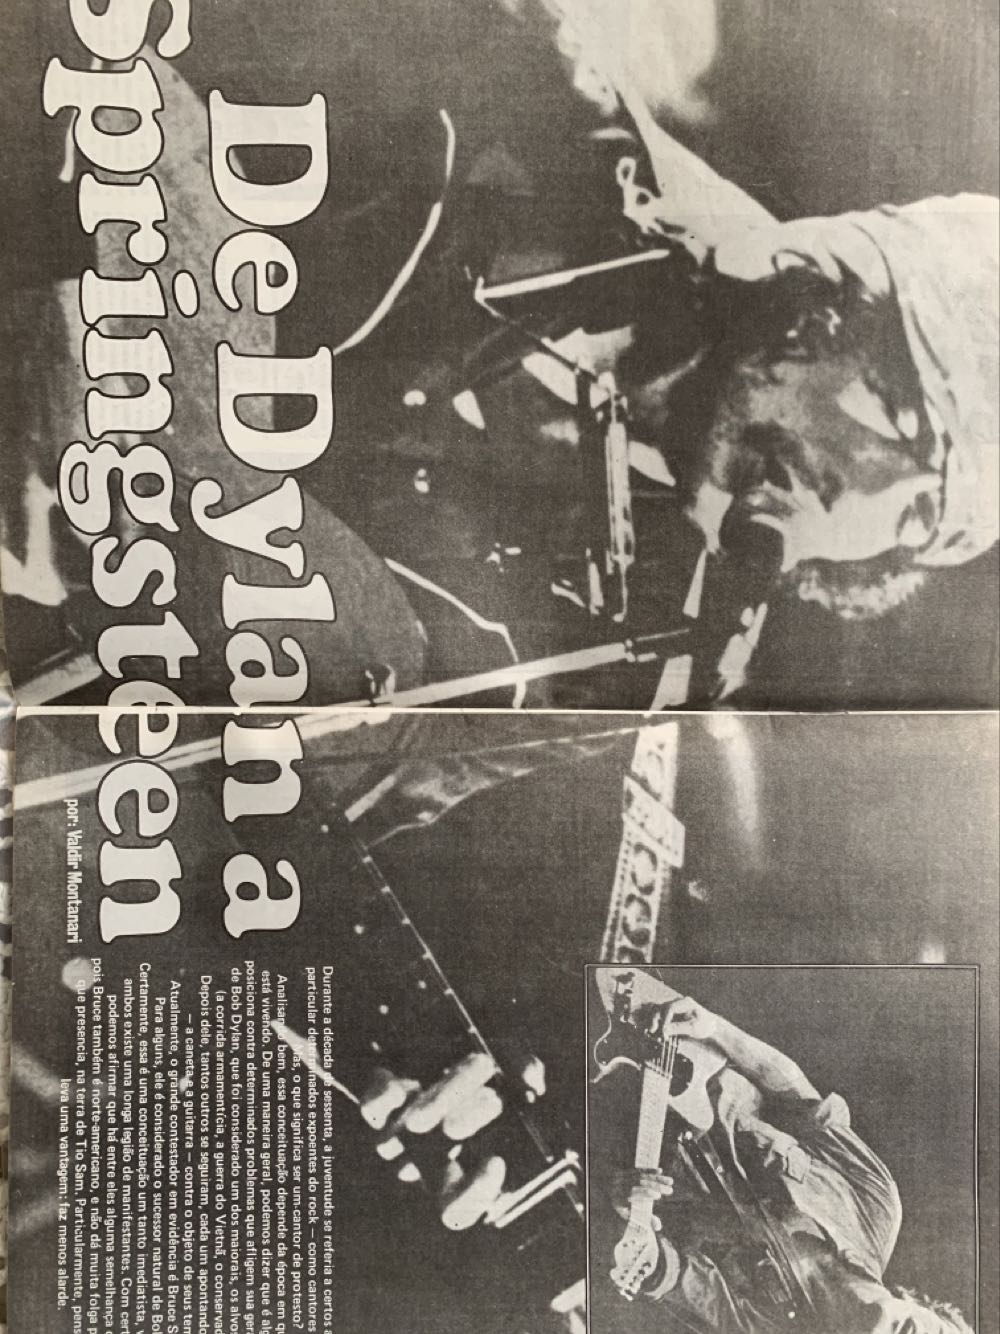 De Dylan a
Springsteen
por: Valdir Montanari
Durante a década de sessenta, a juventude se referia a certos a
particular determinados expoentes do rock — como cantores
Mas, o que significa ser um cantor de protesto?
Analisando bem, essa conceituação depende da época em qu
está vivendo. De uma maneira geral, podemos dizer que é alg
posiciona contra determinados problemas que afligem sua gera
de Bob Dylan, que foi considerado um dos maiorais, os alvos
(a corrida armamentícia, a guerra do Vietnã, o conservad
Depois dele, tantos outros se seguiram, cada um apontando
— a caneta e a guitarra — contra o objeto de seus tem
Atualmente, o grande contestador em evidência é Bruce S
Para alguns, ele é considerado o sucessor natural de Bob
Certamente, essa é uma conceituação um tanto imediatista, v
ambos existe uma longa legião de manifestantes. Com cert
podemos afirmar que há entre eles alguma semelhança
pois Bruce também é norte-americano, e não dá muita folga p
que presencia, na terra de Tio Sam. Particularmente, pens
leva uma vantagem: faz menos alarde.